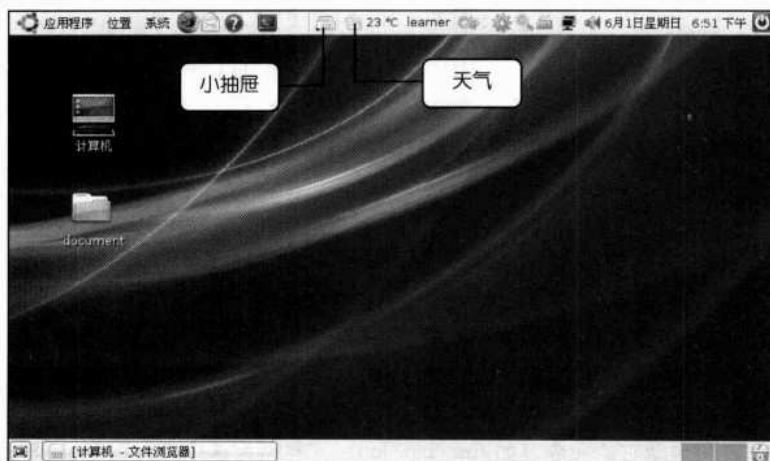 应用程序 位置 系统 23 °C learner 6月1日星期日 6:51 下午
小抽屉 天气
计算机
document
[计算机 - 文件浏览器]